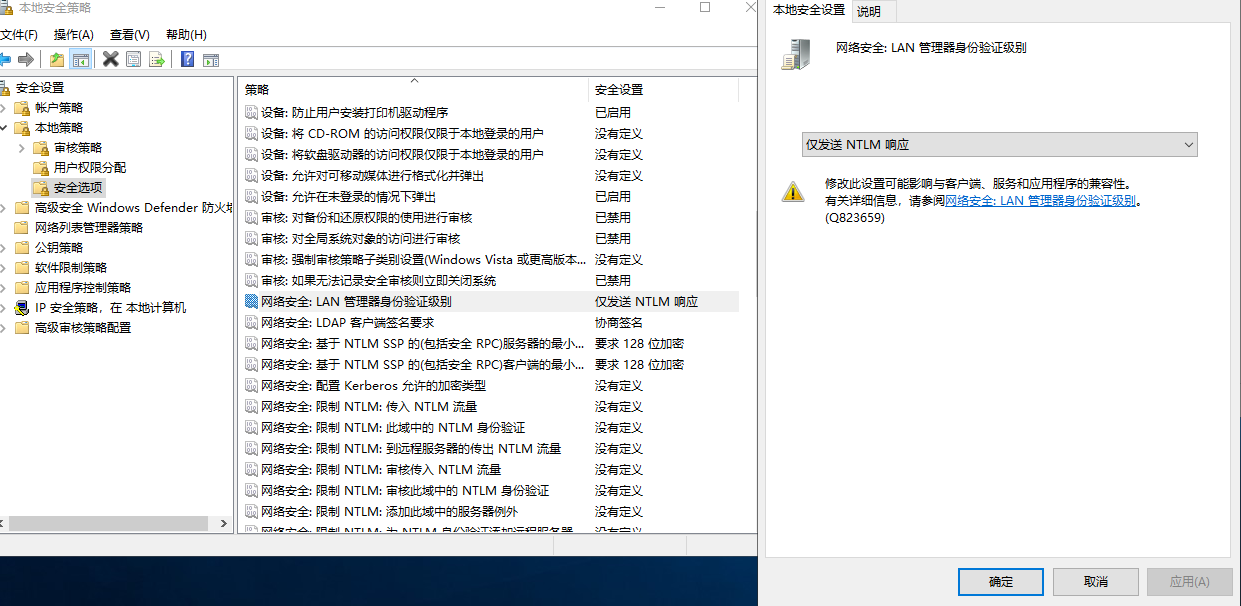 本地安全策略
文件(F) 操作(A) 查看(V) 帮助(H)
安全设置
帐户策略
本地策略
审核策略
用户权限分配
安全选项
高级安全 Windows Defender 防火墙
网络列表管理器策略
公钥策略
软件限制策略
应用程序控制策略
IP 安全策略，在 本地计算机
高级审核策略配置
策略 安全设置
设备: 防止用户安装打印机驱动程序 已启用
设备: 将 CD-ROM 的访问权限仅限于本地登录的用户 没有定义
设备: 将软盘驱动器的访问权限仅限于本地登录的用户 没有定义
设备: 允许对可移动媒体进行格式化并弹出 没有定义
设备: 允许在未登录的情况下弹出 已启用
审核: 对备份和还原权限的使用进行审核 已禁用
审核: 对全局系统对象的访问进行审核 已禁用
审核: 强制审核策略子类别设置(Windows Vista 或更高版本... 没有定义
审核: 如果无法记录安全审核则立即关闭系统 已禁用
网络安全: LAN 管理器身份验证级别 仅发送 NTLM 响应
网络安全: LDAP 客户端签名要求 协商签名
网络安全: 基于 NTLM SSP 的(包括安全 RPC)服务器的最小... 要求 128 位加密
网络安全: 基于 NTLM SSP 的(包括安全 RPC)客户端的最小... 要求 128 位加密
网络安全: 配置 Kerberos 允许的加密类型 没有定义
网络安全: 限制 NTLM: 传入 NTLM 流量 没有定义
网络安全: 限制 NTLM: 此域中的 NTLM 身份验证 没有定义
网络安全: 限制 NTLM: 到远程服务器的传出 NTLM 流量 没有定义
网络安全: 限制 NTLM: 审核传入 NTLM 流量 没有定义
网络安全: 限制 NTLM: 审核此域中的 NTLM 身份验证 没有定义
网络安全: 限制 NTLM: 添加此域中的服务器例外 没有定义
网络安全: 限制 NTLM: 为 NTLM 身份验证添加远程服务器 没有定义
本地安全设置 说明
网络安全: LAN 管理器身份验证级别
仅发送 NTLM 响应
修改此设置可能影响与客户端、服务和应用程序的兼容性。
有关详细信息，请参阅网络安全: LAN 管理器身份验证级别。
(Q823659)
确定 取消 应用(A)